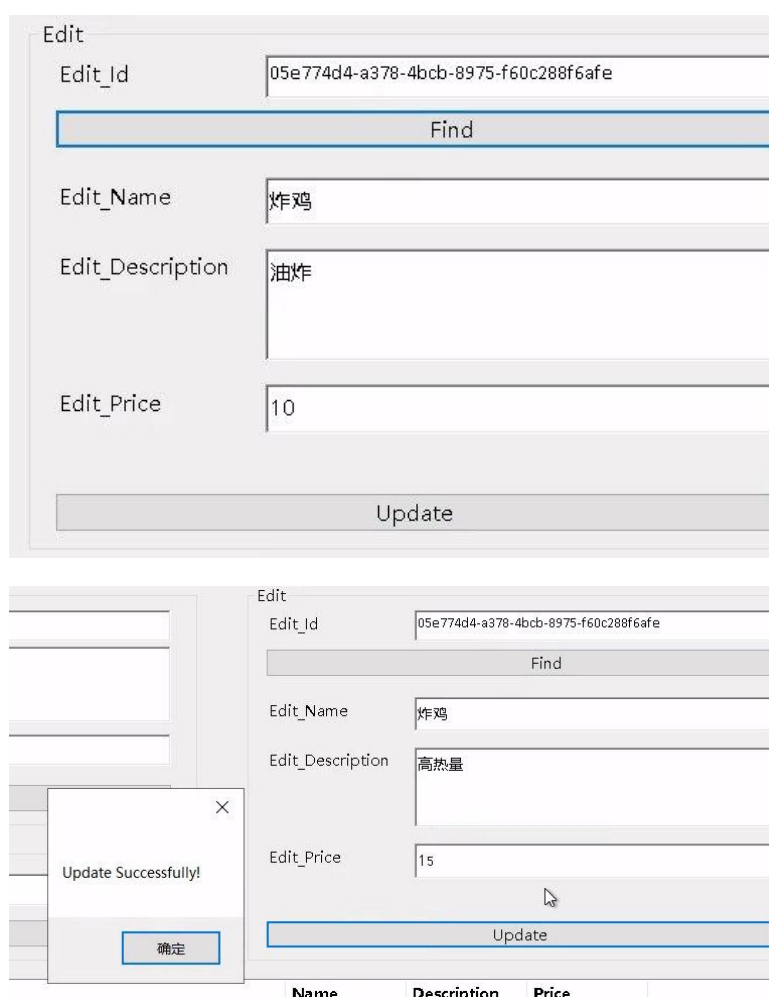 Edit
Edit_Id 05e774d4-a378-4bcb-8975-f60c288f6afe
Find
Edit_Name 炸鸡
Edit_Description 油炸
Edit_Price 10
Update
Edit
Edit_Id 05e774d4-a378-4bcb-8975-f60c288f6afe
Find
Edit_Name 炸鸡
Edit_Description 高热量
Edit_Price 15
Update Successfully!
Update
确定
Name Description Price